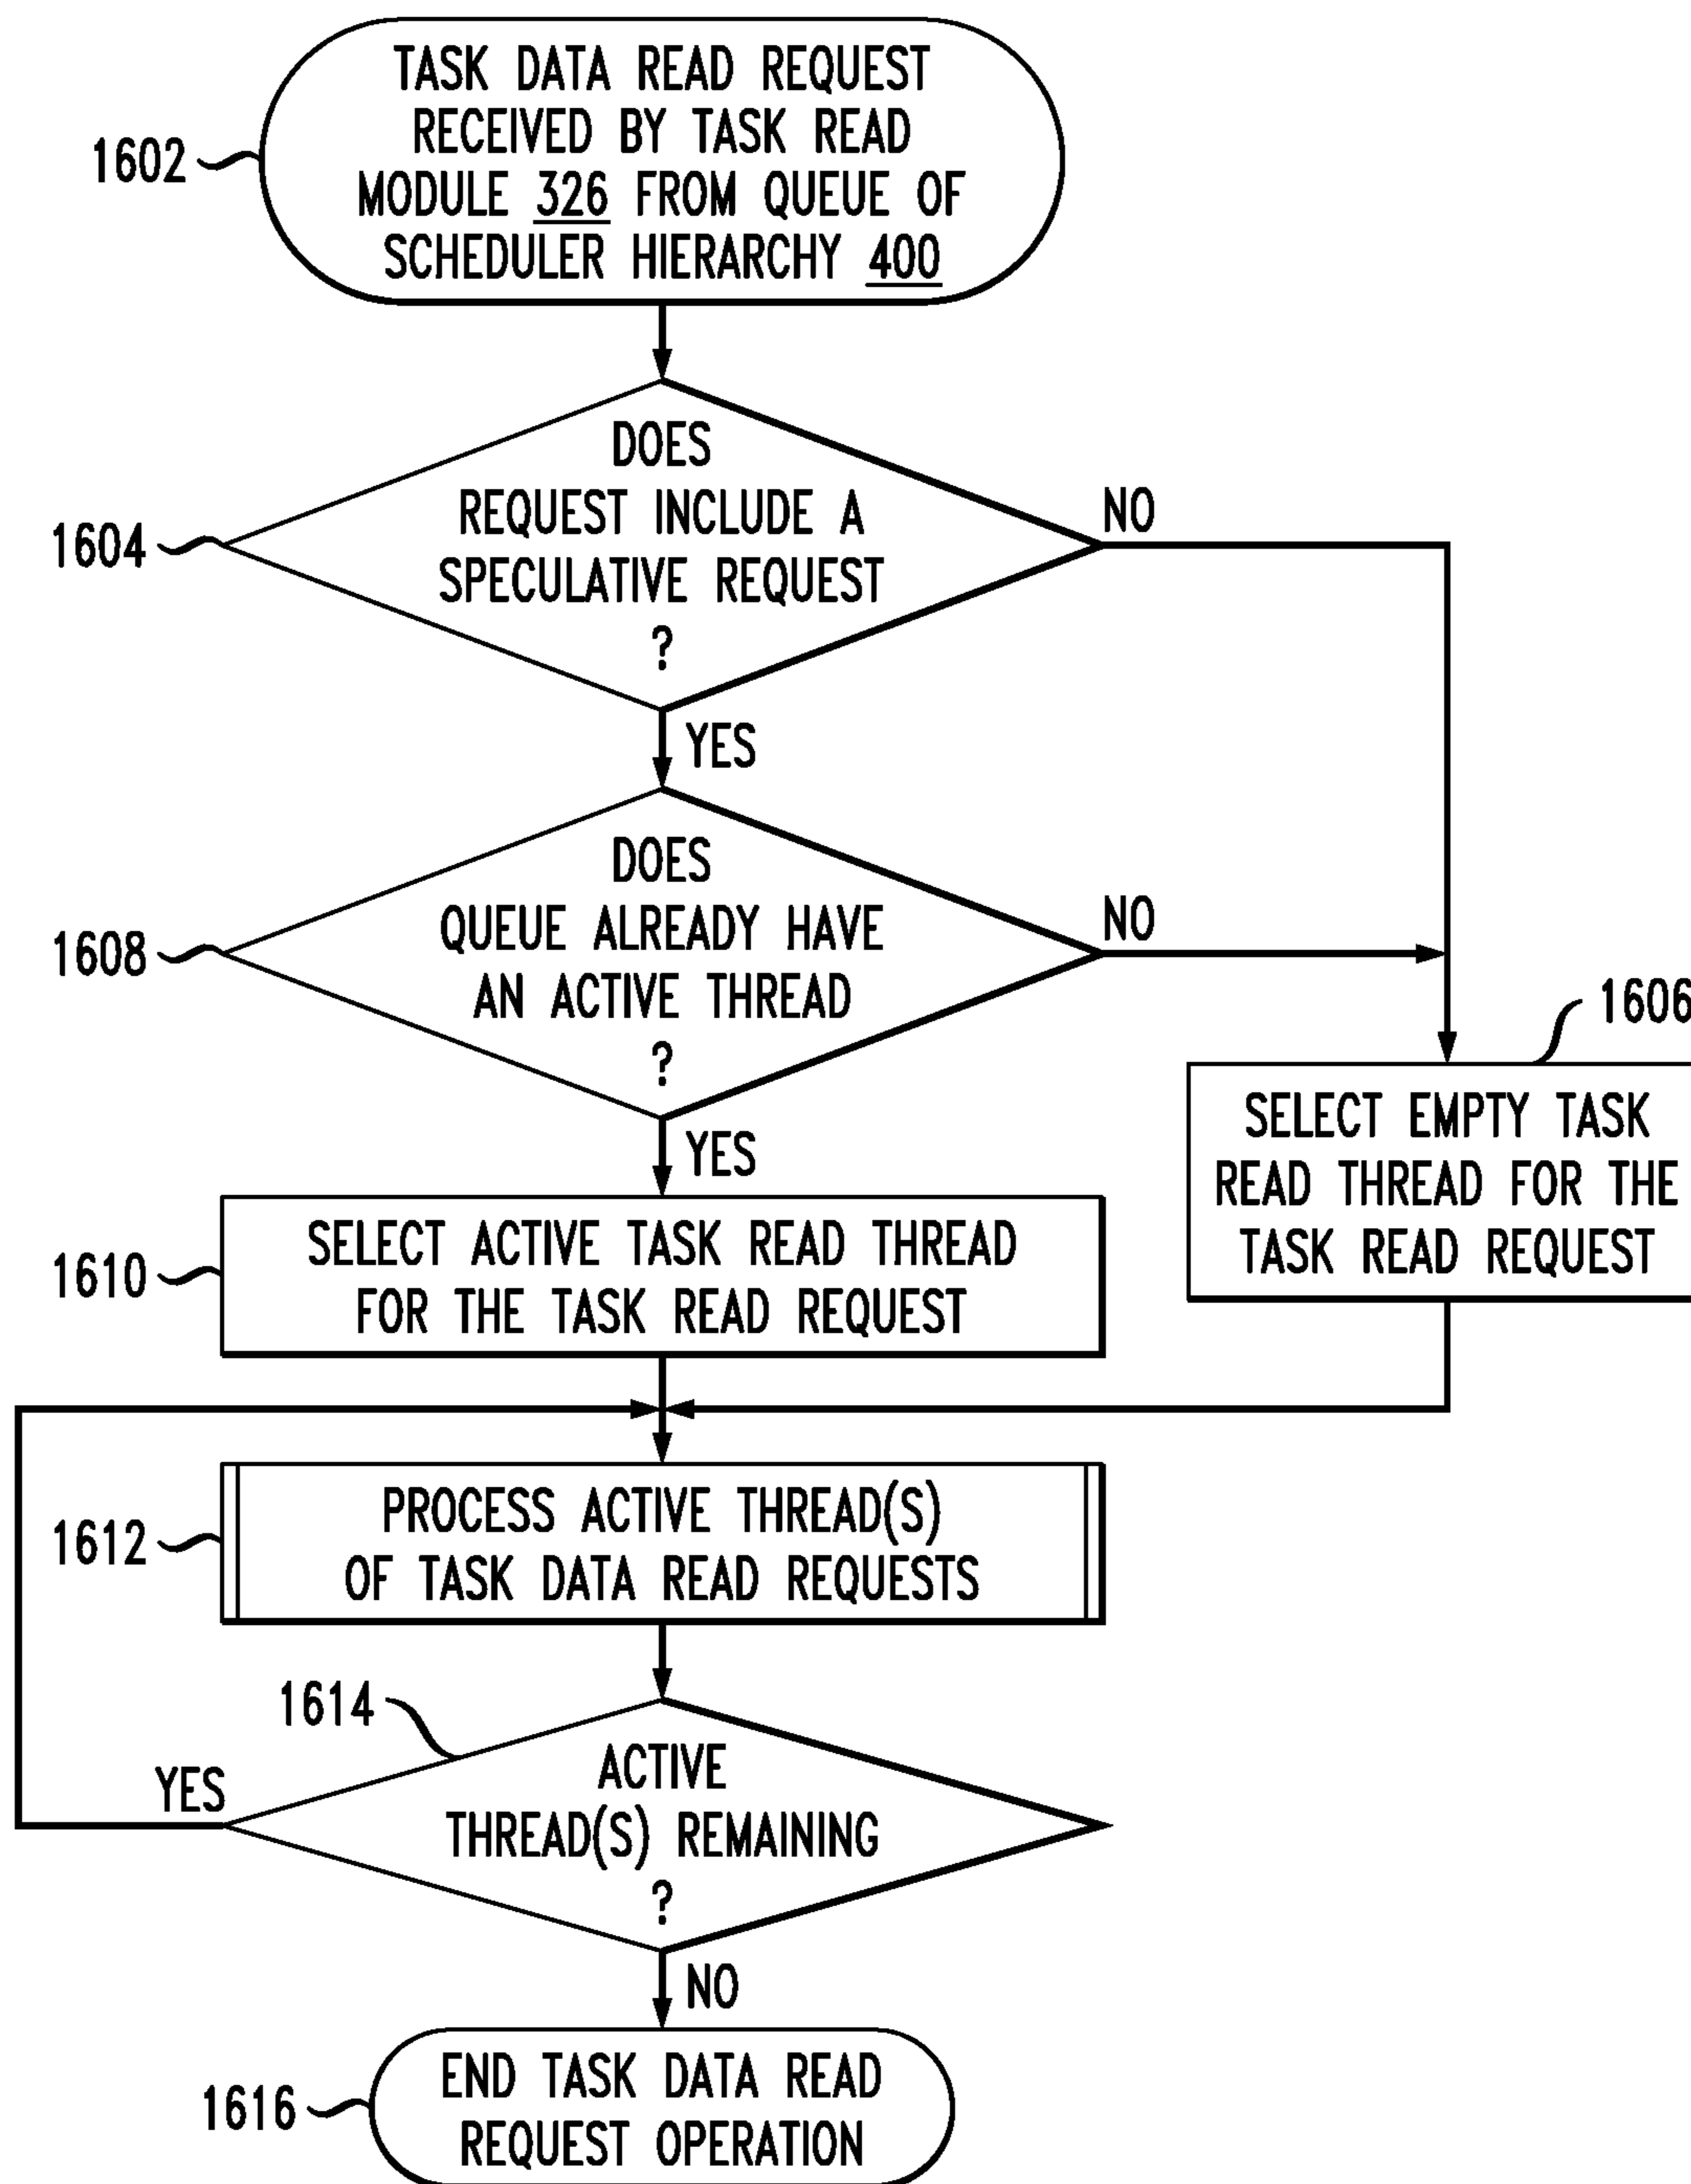 TASK DATA READ REQUEST
RECEIVED BY TASK READ
MODULE 326 FROM QUEUE OF
SCHEDULER HIERARCHY 400
1602
DOES
REQUEST INCLUDE A
SPECULATIVE REQUEST
?
1604
NO
YES
DOES
QUEUE ALREADY HAVE
AN ACTIVE THREAD
?
1608
NO
YES
1606
SELECT EMPTY TASK
READ THREAD FOR THE
TASK READ REQUEST
SELECT ACTIVE TASK READ THREAD
FOR THE TASK READ REQUEST
1610
PROCESS ACTIVE THREAD(S)
OF TASK DATA READ REQUESTS
1612
1614
ACTIVE
THREAD(S) REMAINING
?
YES
NO
END TASK DATA READ
REQUEST OPERATION
1616